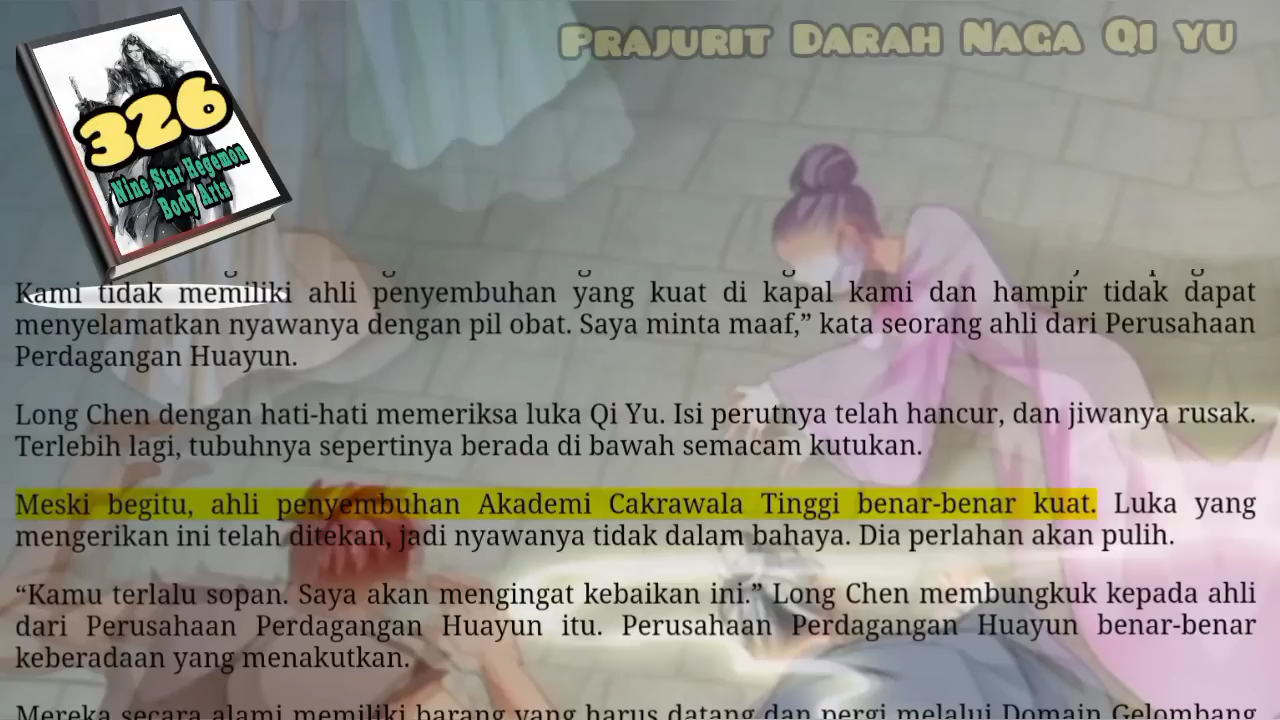 Prajurit Darah Naga Qi yu
326
Nine Star Hegemon
Body Arts
Kami tidak memiliki ahli penyembuhan yang kuat di kapal kami dan hampir tidak dapat
menyelamatkan nyawanya dengan pil obat. Saya minta maaf,” kata seorang ahli dari Perusahaan
Perdagangan Huayun.
Long Chen dengan hati-hati memeriksa luka Qi Yu. Isi perutnya telah hancur, dan jiwanya rusak.
Terlebih lagi, tubuhnya sepertinya berada di bawah semacam kutukan.
Meski begitu, ahli penyembuhan Akademi Cakrawala Tinggi benar-benar kuat. Luka yang
mengerikan ini telah ditekan, jadi nyawanya tidak dalam bahaya. Dia perlahan akan pulih.
“Kamu terlalu sopan. Saya akan mengingat kebaikan ini.” Long Chen membungkuk kepada ahli
dari Perusahaan Perdagangan Huayun itu. Perusahaan Perdagangan Huayun benar-benar
keberadaan yang menakutkan.
Mereka secara alami memiliki barang yang harus datang dan pergi melalui Domain Gelombang